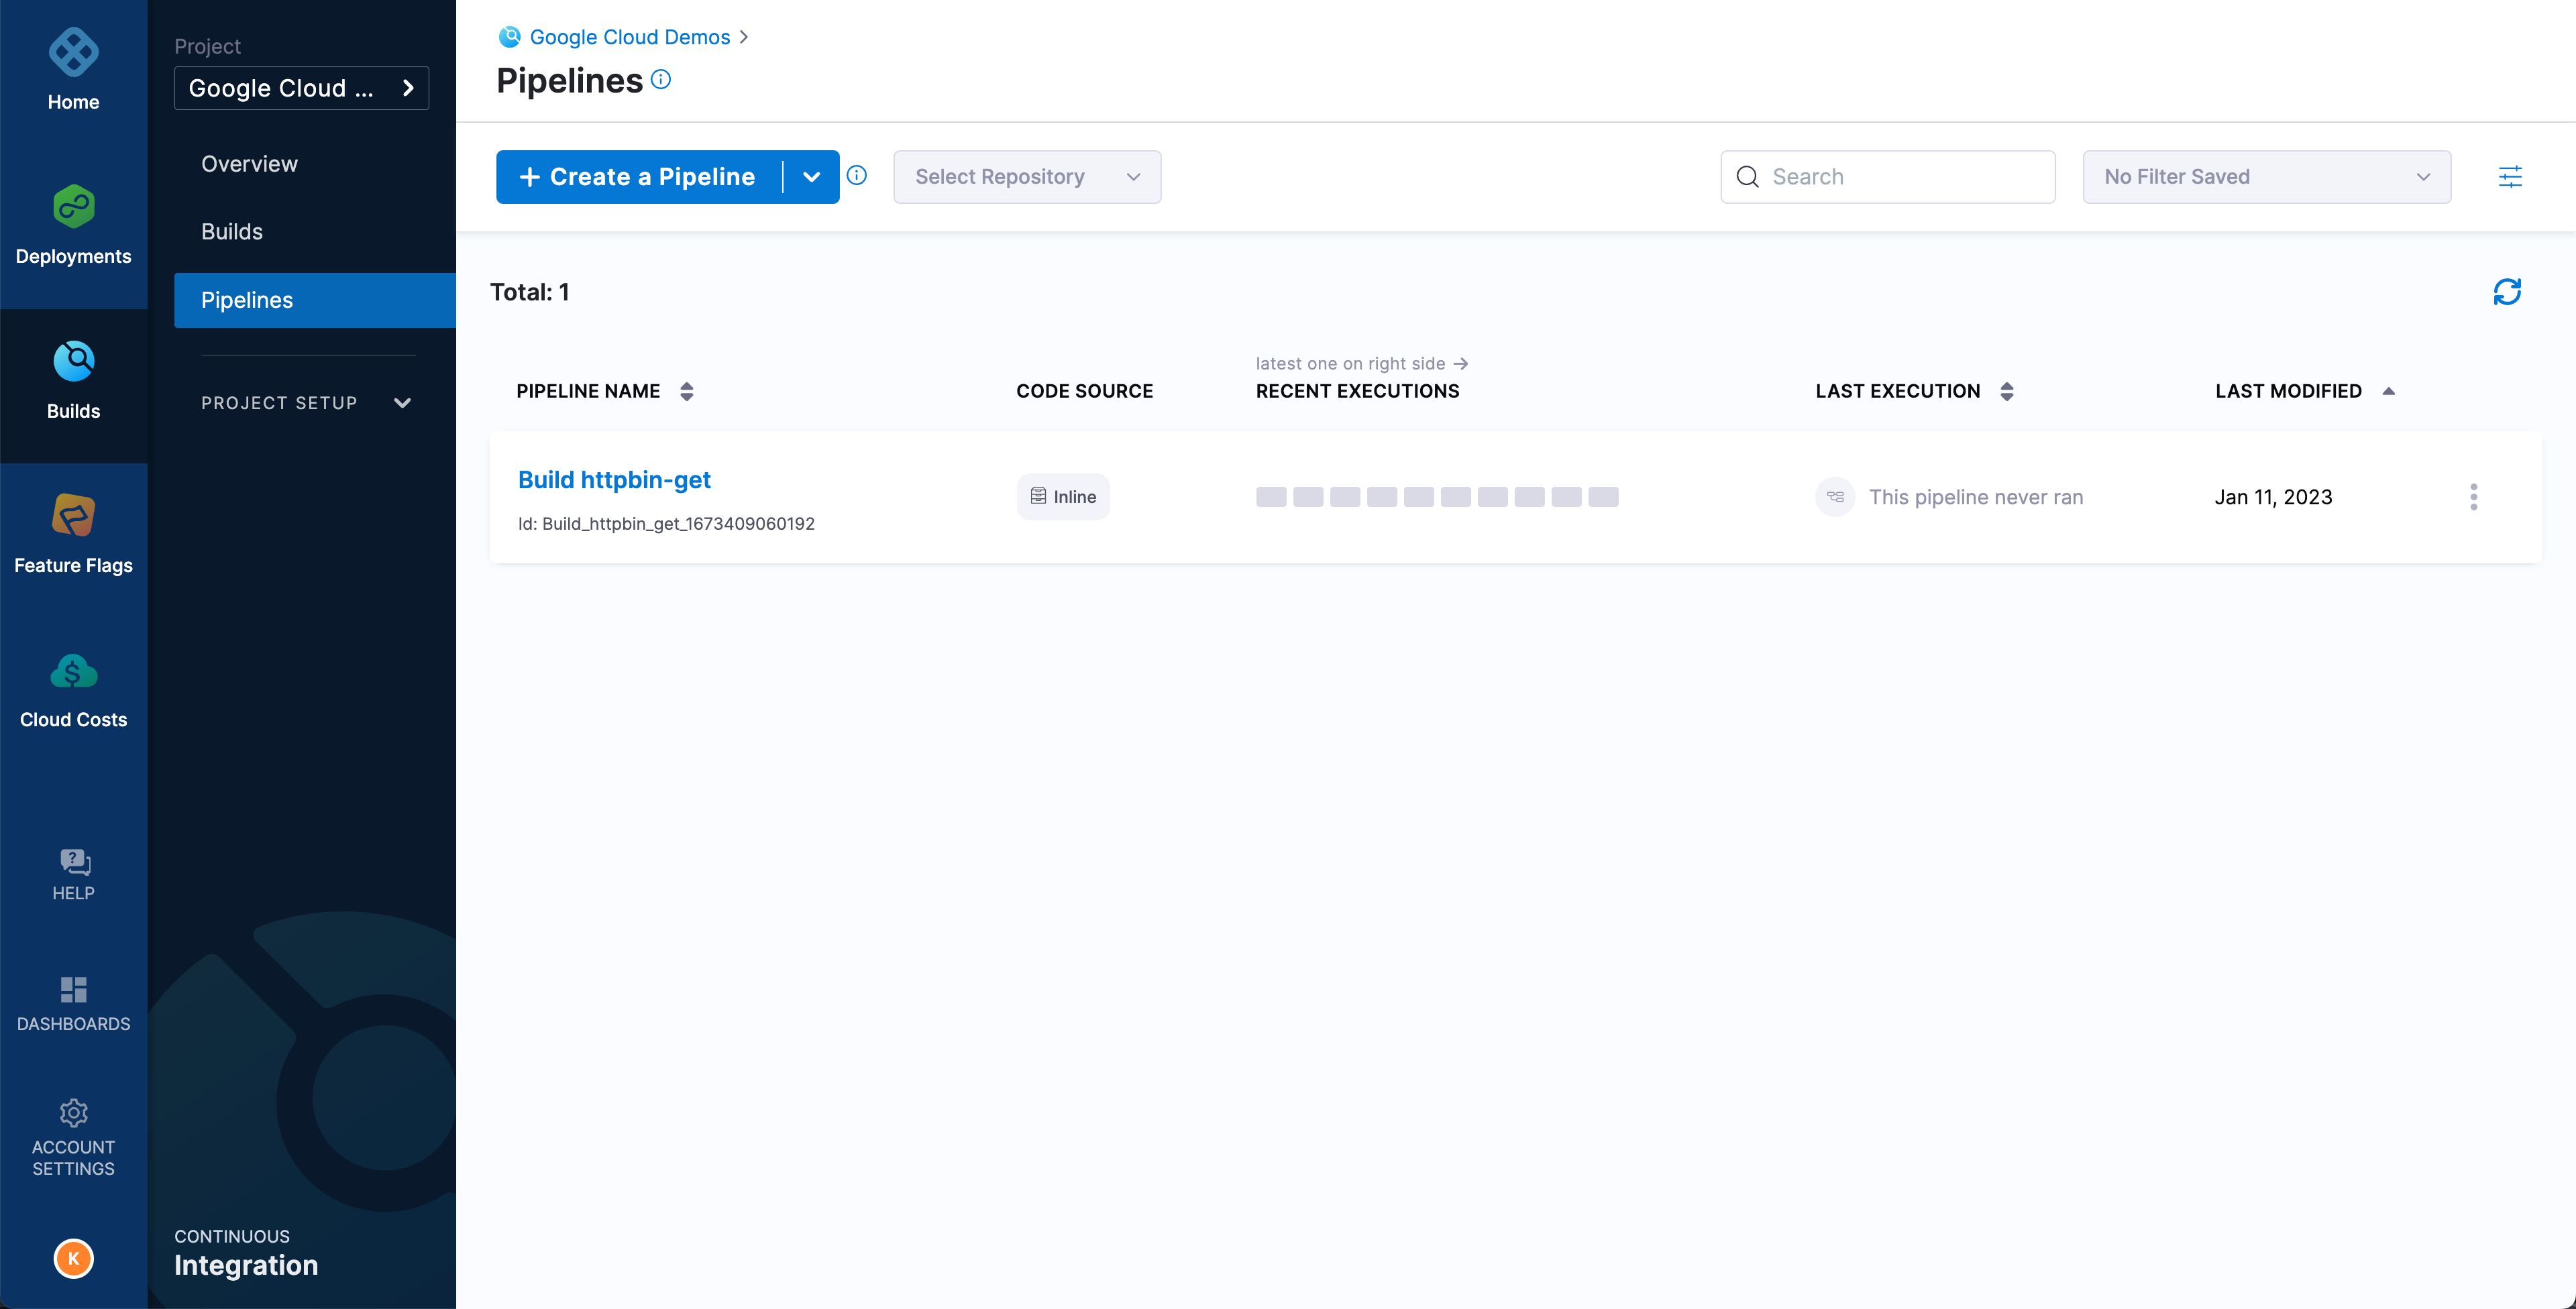 Home
Deployments
Builds
Feature Flags
Cloud Costs
HELP
DASHBOARDS
ACCOUNT
SETTINGS
K
Project
Google Cloud ...
Overview
Builds
Pipelines
PROJECT SETUP
CONTINUOUS
Integration
Google Cloud Demos
Pipelines
+ Create a Pipeline
Select Repository
Search
No Filter Saved
Total: 1
latest one on right side →
PIPELINE NAME
CODE SOURCE
RECENT EXECUTIONS
LAST EXECUTION
LAST MODIFIED
Build httpbin-get
Id: Build_httpbin_get_1673409060192
Inline
This pipeline never ran
Jan 11, 2023